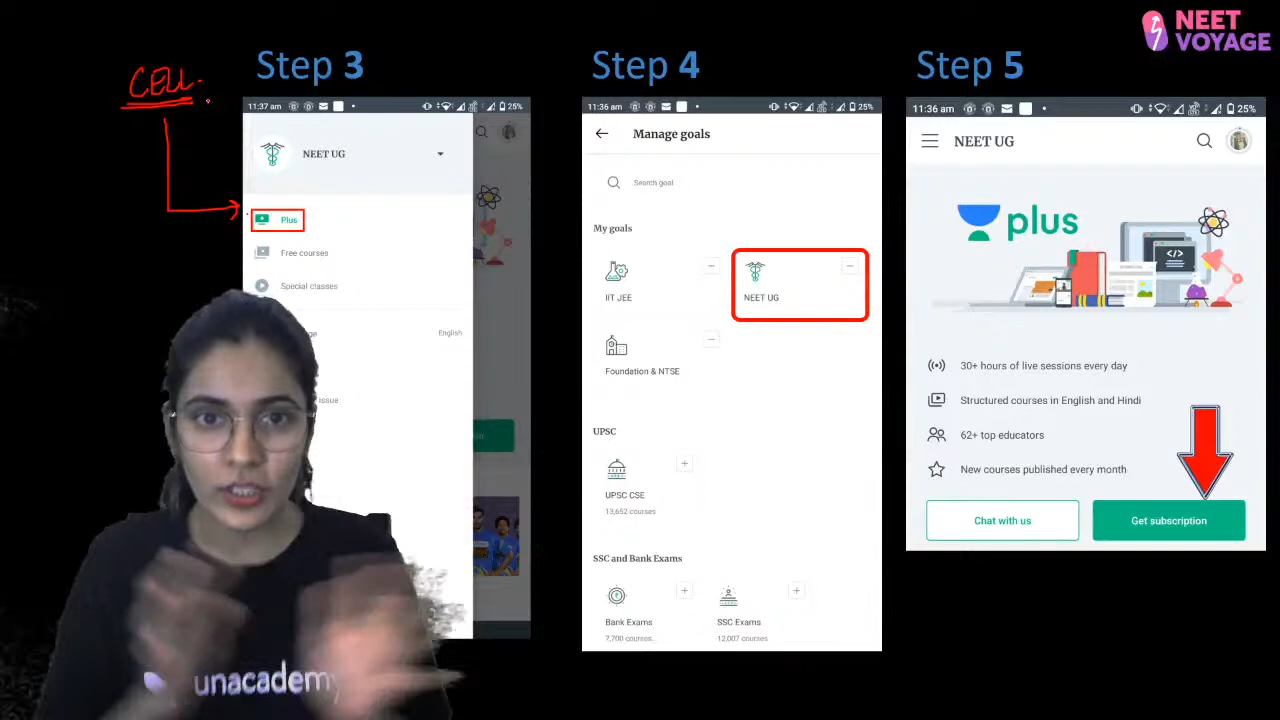 NEET
VOYAGE
Step 3
Step 4
Step 5
CELL.
11:37 am
25%
NEET UG
Plus
Free courses
Special classes
English
issue
11:36 am
25%
Manage goals
Search goal
My goals
IIT JEE
NEET UG
Foundation & NTSE
UPSC
UPSC CSE
13,652 courses
SSC and Bank Exams
Bank Exams
7,700 courses
SSC Exams
12,007 courses
11:36 am
25%
NEET UG
plus
</>
30+ hours of live sessions every day
Structured courses in English and Hindi
62+ top educators
New courses published every month
Chat with us
Get subscription
unacademy